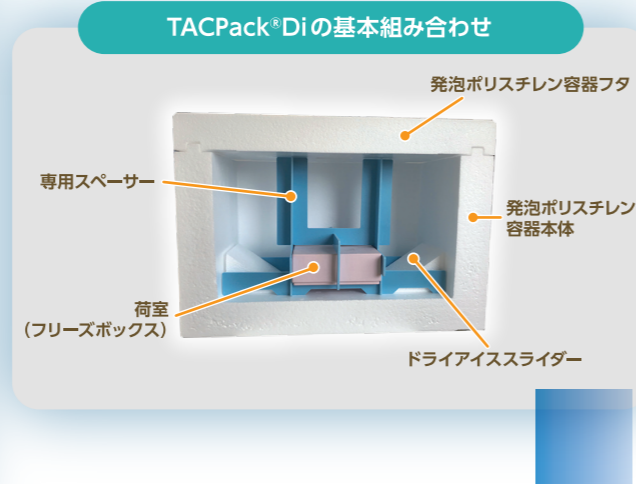 TACPack®Diの基本組み合わせ
発泡ポリスチレン容器フタ
専用スペーサー
発泡ポリスチレン
容器本体
荷室
（フリーズボックス）
ドライアイススライダー